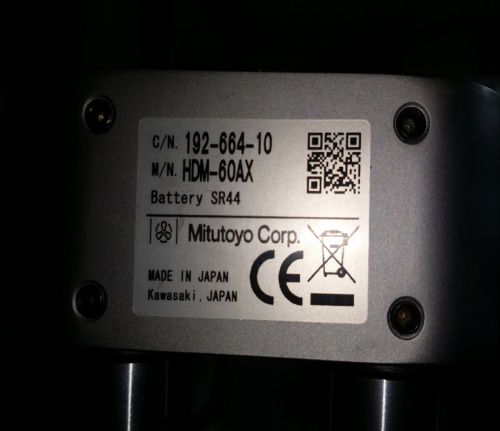 C/N. 192-664-10
M/N. HDM-60AX
Battery SR44
Mitutoyo Corp.
MADE IN JAPAN
Kawasaki, JAPAN
CE